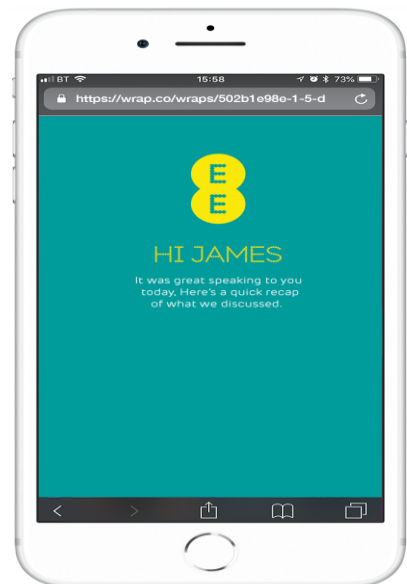 BT 15:58 73%
https://wrap.co/wraps/502b1e98e-1-5-d
E
E
HI JAMES
It was great speaking to you
today, Here's a quick recap
of what we discussed.